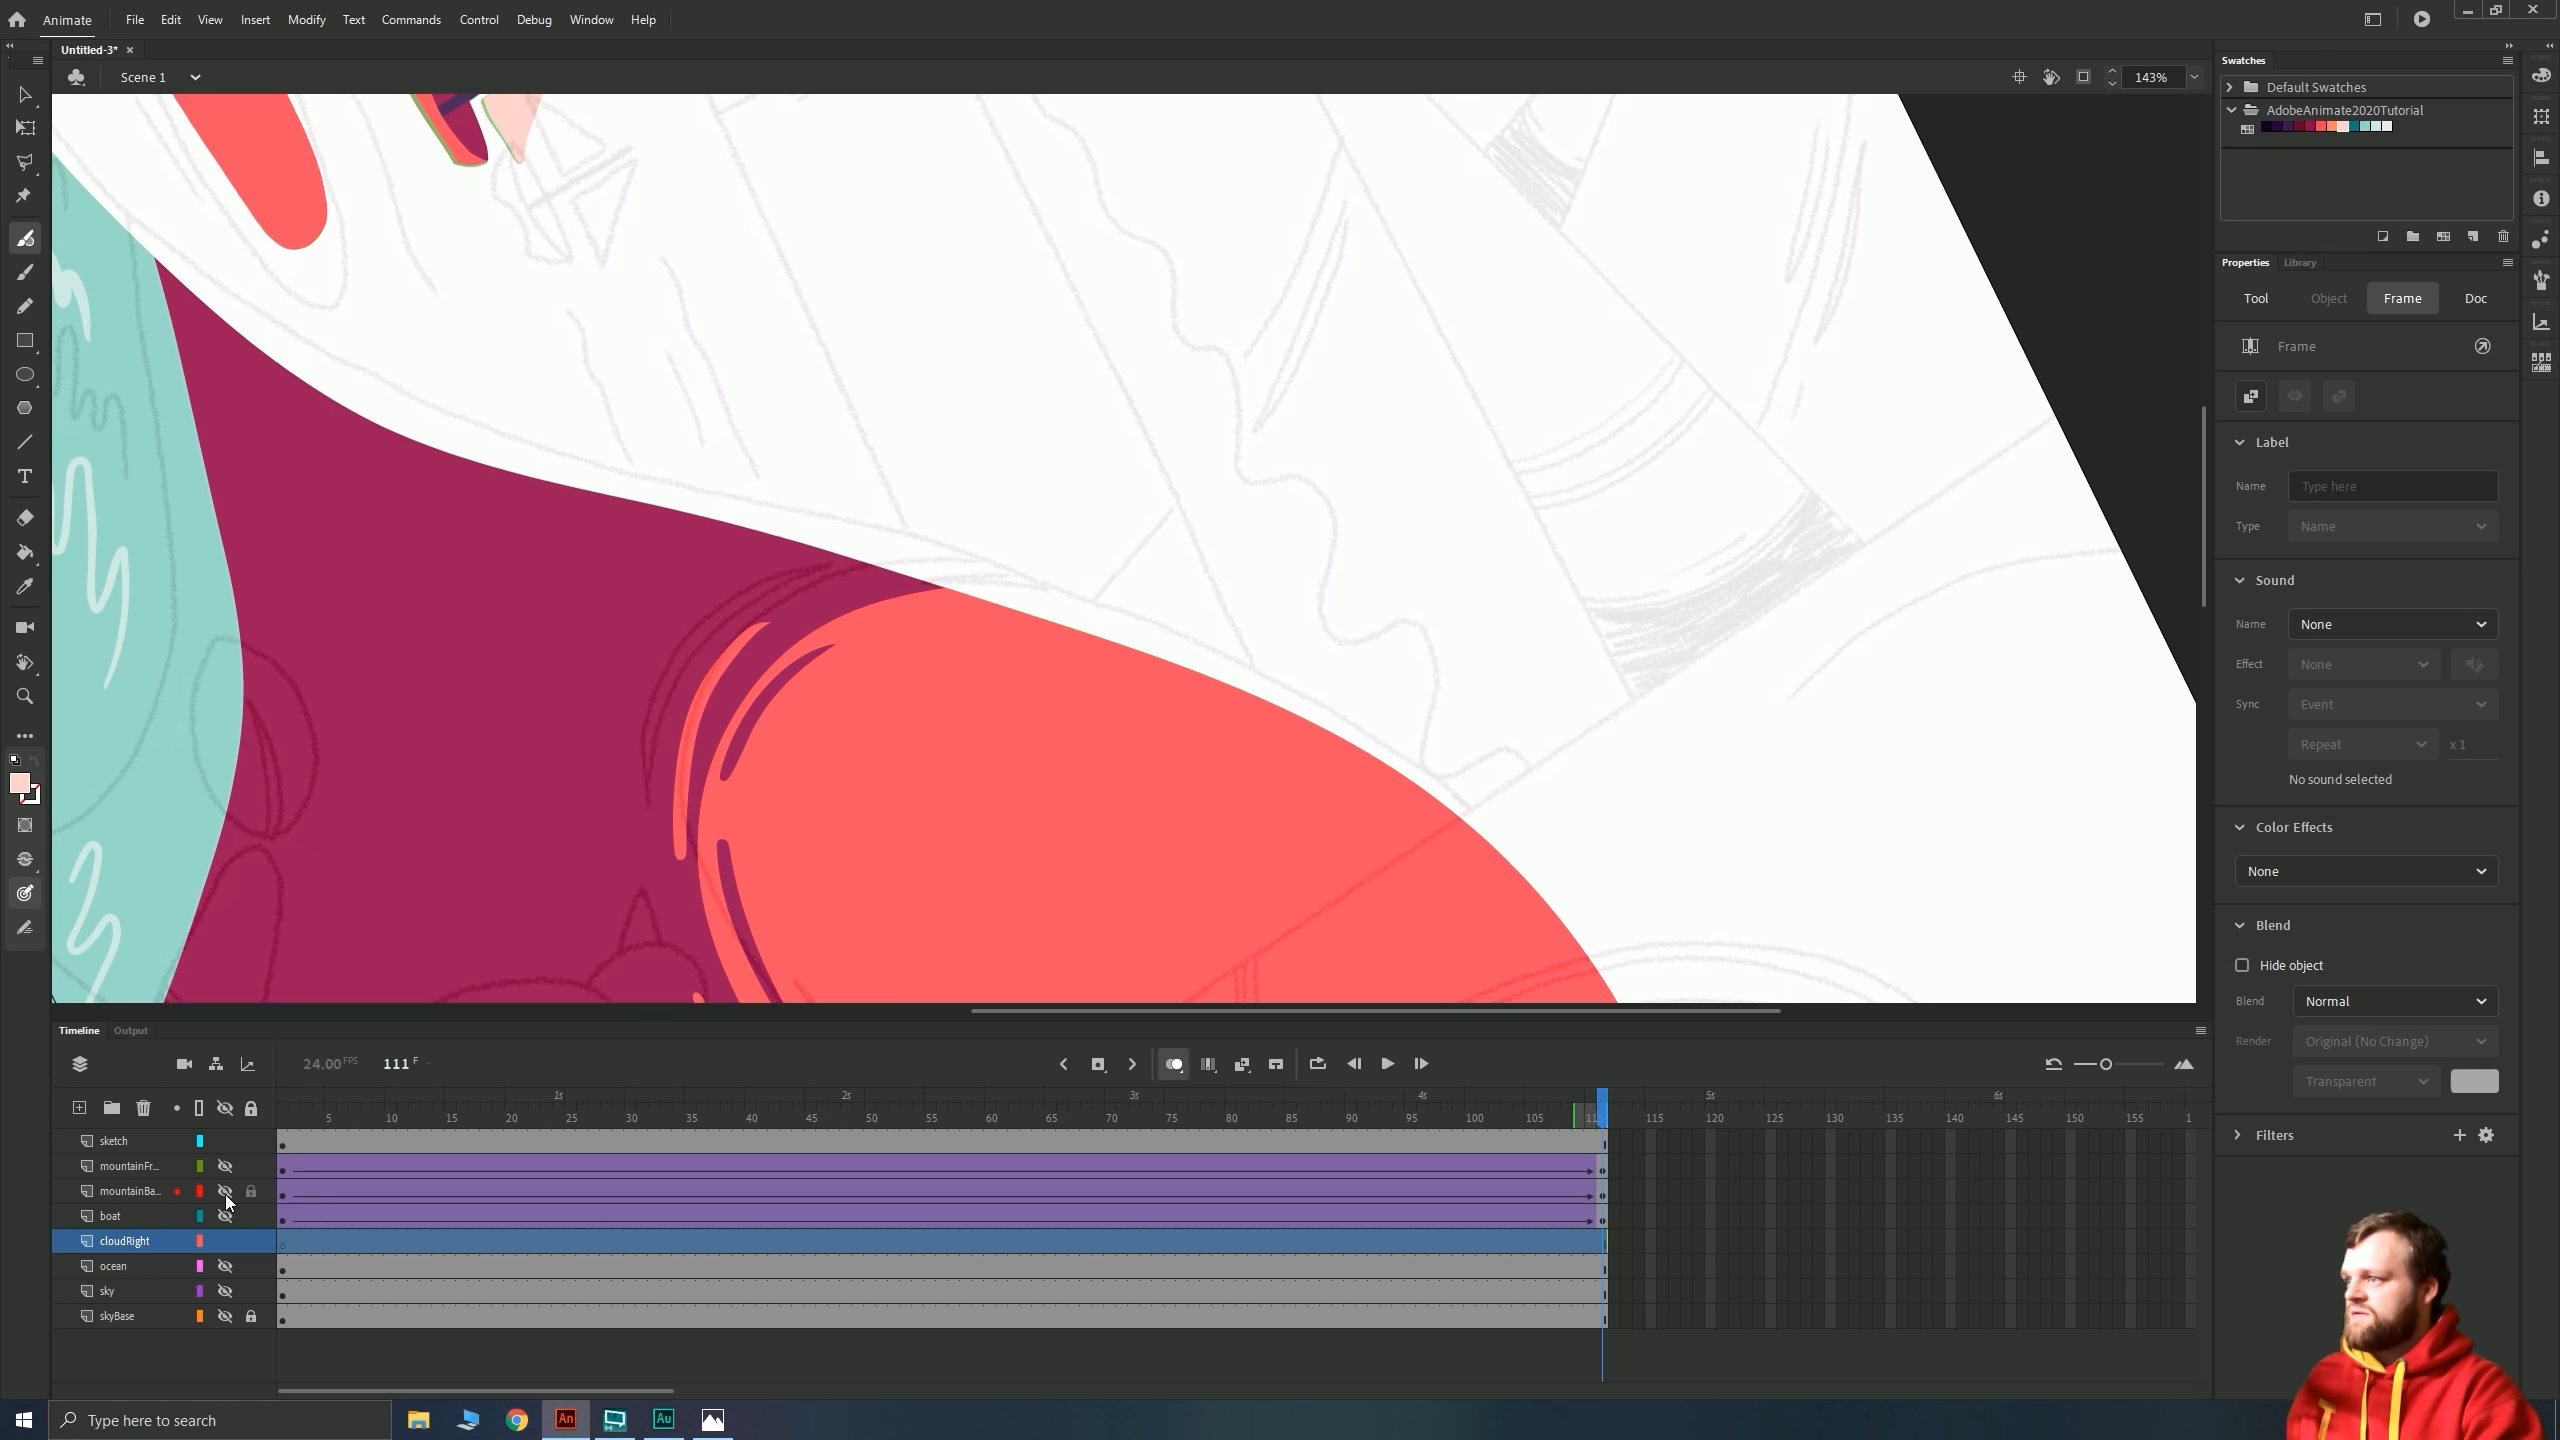 Animate File Edit View Insert Modify Text Commands Control Debug Window Help
Untitled-3*
Scene 1
143%
Swatches
Default Swatches
AdobeAnimate2020Tutorial
Properties Library
Tool Object Frame Doc
Frame
Label
Name Type here
Type Name
Sound
Name None
Effect None
Sync Event
Repeat x 1
No sound selected
Color Effects
None
Blend
Hide object
Blend Normal
Render Original (No Change)
Transparent
Filters
Timeline Output
24.00 FPS 111 F
1s 2s 3s 4s 5s 6s
5 10 15 20 25 30 35 40 45 50 55 60 65 70 75 80 85 90 95 100 105 110 115 120 125 130 135 140 145 150 155 1
sketch
mountainFr...
mountainBa...
boat
cloudRight
ocean
sky
skyBase
Type here to search
An Au